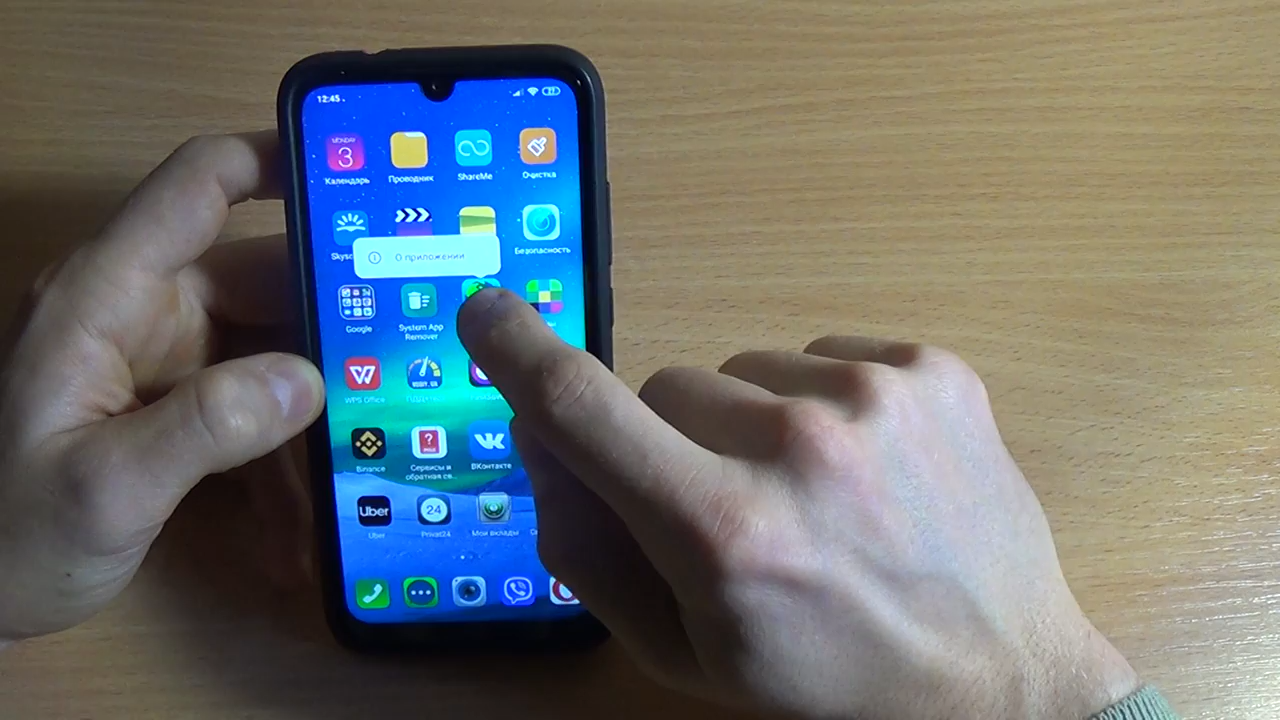 12:45
MONDAY
3
Календарь
Проводник
ShareMe
Очистка
Безопасность
О приложении
Google
System App
Remover
WPS Office
Binance
Сервисы и
обратная св...
ВКонтакте
Uber
24
Uber
Privat24
Мои вклады